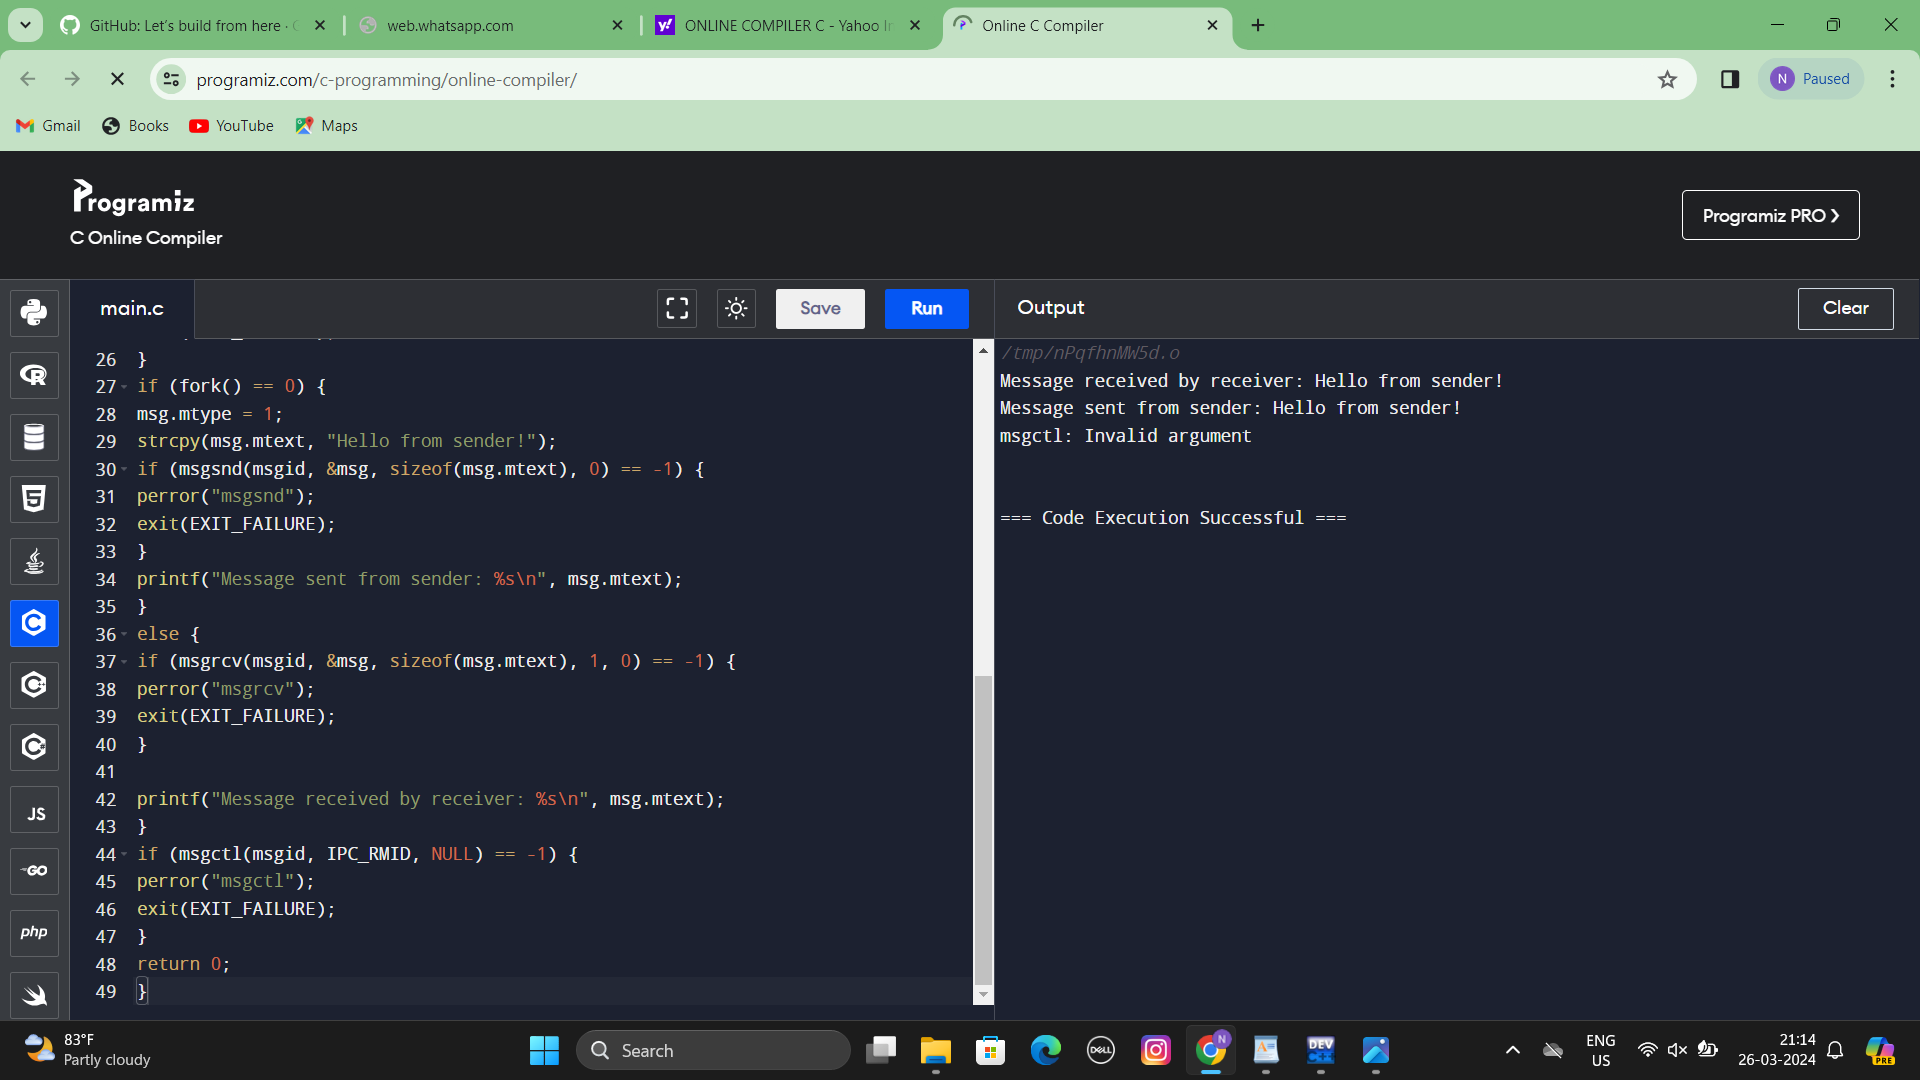 GitHub: Let's build from here · G
web.whatsapp.com
ONLINE COMPILER C - Yahoo In
Online C Compiler
programiz.com/c-programming/online-compiler/
N Paused
Gmail
Books
YouTube
Maps
Programiz
C Online Compiler
Programiz PRO ❯
main.c
Save
Run
Output
Clear
26 }
27 if (fork() == 0) {
28 msg.mtype = 1;
29 strcpy(msg.mtext, "Hello from sender!");
30 if (msgsnd(msgid, &msg, sizeof(msg.mtext), 0) == -1) {
31 perror("msgsnd");
32 exit(EXIT_FAILURE);
33 }
34 printf("Message sent from sender: %s\n", msg.mtext);
35 }
36 else {
37 if (msgrcv(msgid, &msg, sizeof(msg.mtext), 1, 0) == -1) {
38 perror("msgrcv");
39 exit(EXIT_FAILURE);
40 }
41
42 printf("Message received by receiver: %s\n", msg.mtext);
43 }
44 if (msgctl(msgid, IPC_RMID, NULL) == -1) {
45 perror("msgctl");
46 exit(EXIT_FAILURE);
47 }
48 return 0;
49 }
/tmp/nPqfhnMW5d.o
Message received by receiver: Hello from sender!
Message sent from sender: Hello from sender!
msgctl: Invalid argument
=== Code Execution Successful ===
JS
GO
php
83°F
Partly cloudy
Search
DELL
N
DEV
ENG
US
21:14
26-03-2024
PRE